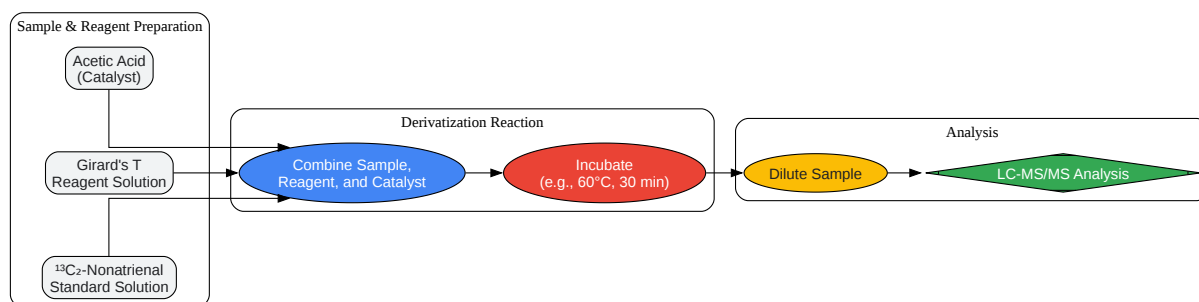 Sample & Reagent Preparation
Acetic Acid
(Catalyst)
Girard's T
Reagent Solution
¹³C₂-Nonatrienal
Standard Solution
Derivatization Reaction
Combine Sample,
Reagent, and Catalyst
Incubate
(e.g., 60°C, 30 min)
Analysis
Dilute Sample
LC-MS/MS Analysis